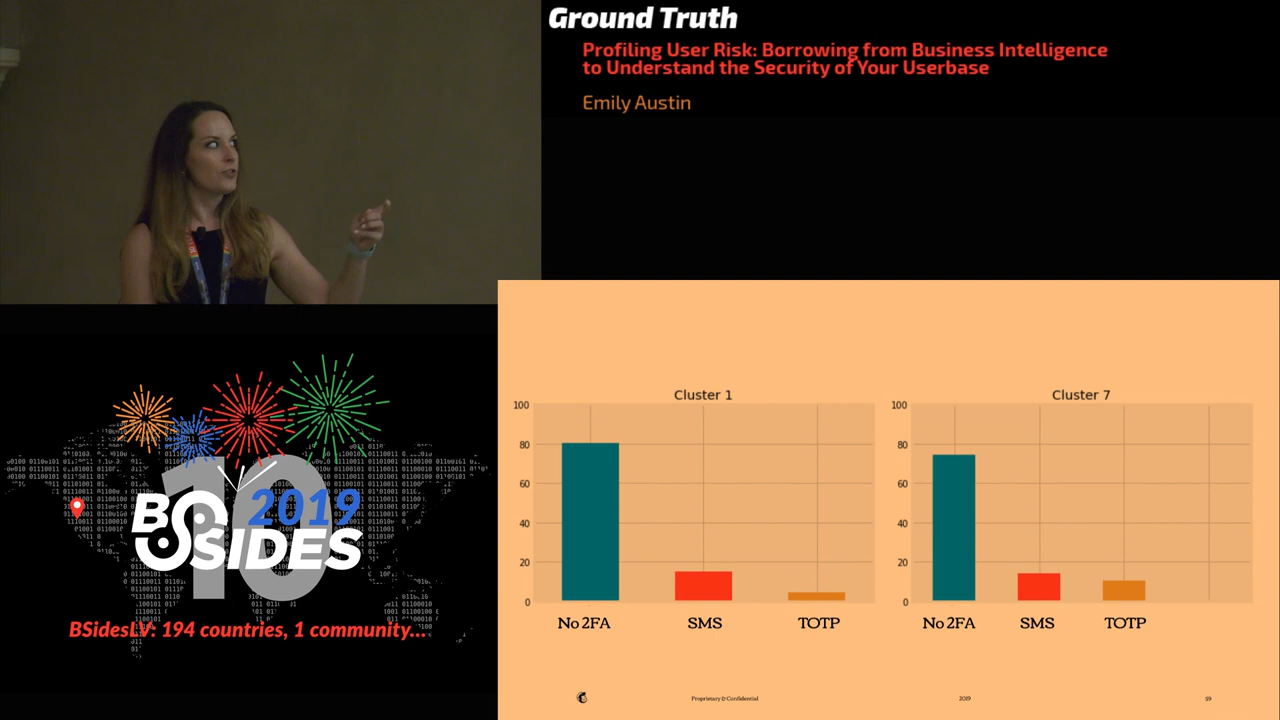 Ground Truth
Profiling User Risk: Borrowing from Business Intelligence
to Understand the Security of Your Userbase
Emily Austin
10
BSIDES
2019
BSidesLV: 194 countries, 1 community...
Cluster 1
100
80
60
40
20
0
No 2FA
SMS
TOTP
Cluster 7
100
80
60
40
20
0
No 2FA
SMS
TOTP
Proprietary & Confidential
2019
59